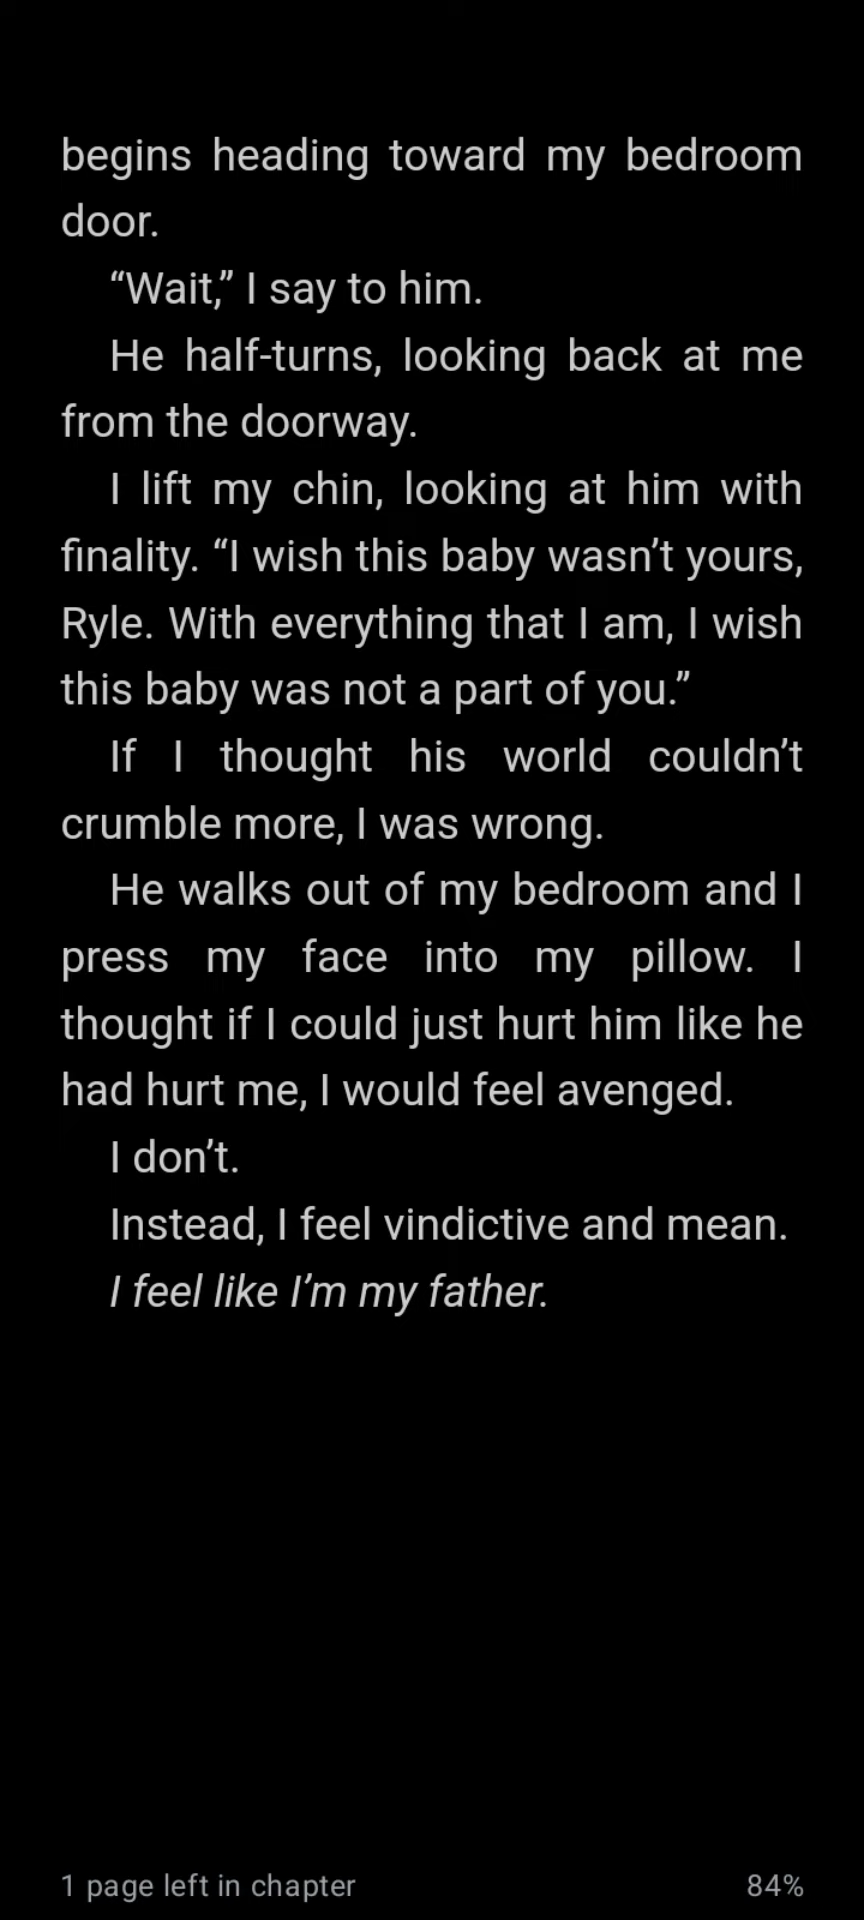 begins heading toward my bedroom
door.
“Wait,” I say to him.
He half-turns, looking back at me
from the doorway.
I lift my chin, looking at him with
finality. “I wish this baby wasn’t yours,
Ryle. With everything that I am, I wish
this baby was not a part of you.”
If I thought his world couldn’t
crumble more, I was wrong.
He walks out of my bedroom and I
press my face into my pillow. I
thought if I could just hurt him like he
had hurt me, I would feel avenged.
I don’t.
Instead, I feel vindictive and mean.
I feel like I’m my father.
1 page left in chapter
84%